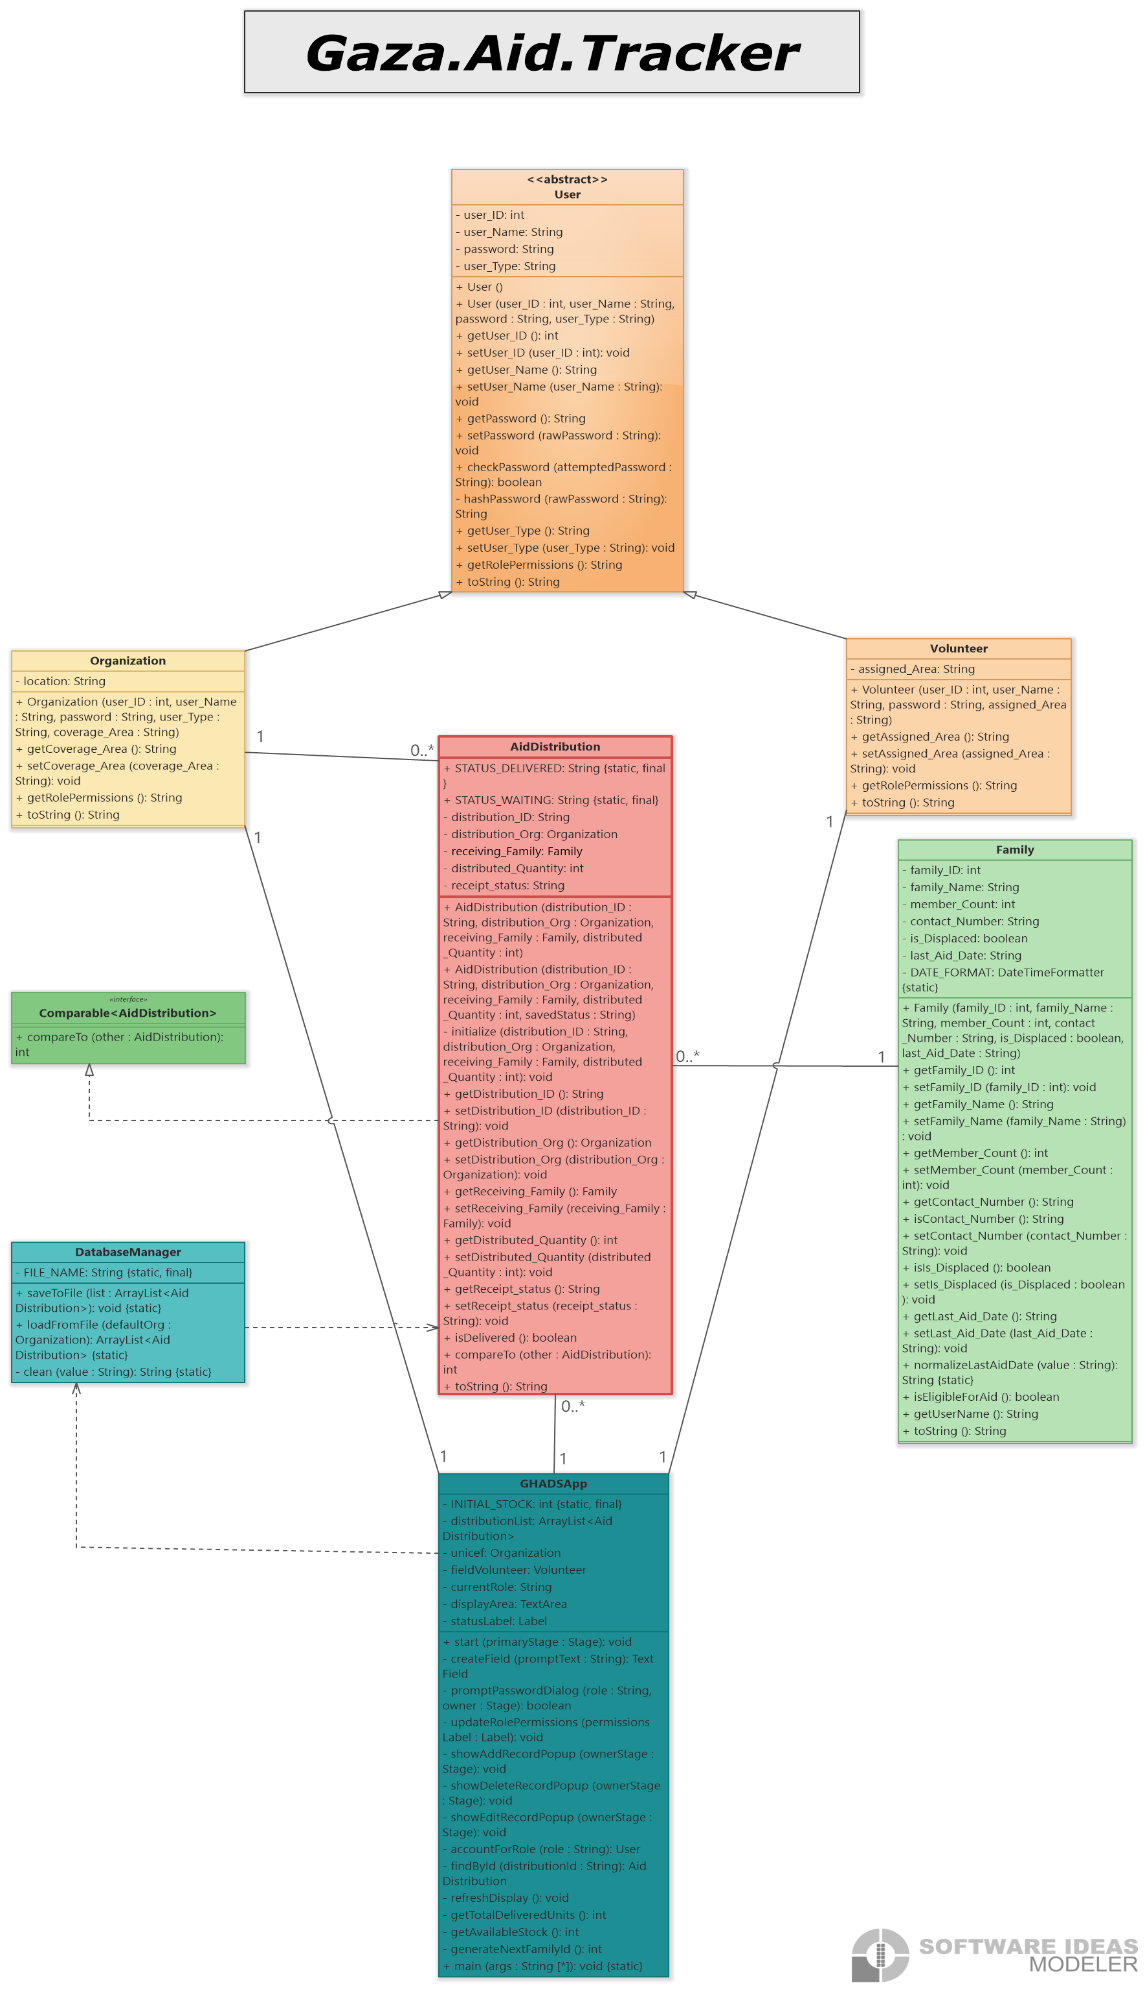 Gaza.Aid.Tracker
<<abstract>>
User
- user_ID: int
- user_Name: String
- password: String
- user_Type: String
+ User ()
+ User (user_ID : int, user_Name : String,
password : String, user_Type : String)
+ getUser_ID (): int
+ setUser_ID (user_ID : int): void
+ getUser_Name (): String
+ setUser_Name (user_Name : String):
void
+ getPassword (): String
+ setPassword (rawPassword : String):
void
+ checkPassword (attemptedPassword :
String): boolean
- hashPassword (rawPassword : String):
String
+ getUser_Type (): String
+ setUser_Type (user_Type : String): void
+ getRolePermissions (): String
+ toString (): String
Organization
- location: String
+ Organization (user_ID : int, user_Name
: String, password : String, user_Type :
String, coverage_Area : String)
+ getCoverage_Area (): String
+ setCoverage_Area (coverage_Area :
String): void
+ getRolePermissions (): String
+ toString (): String
Volunteer
- assigned_Area: String
+ Volunteer (user_ID : int, user_Name :
String, password : String, assigned_Area
: String)
+ getAssigned_Area (): String
+ setAssigned_Area (assigned_Area :
String): void
+ getRolePermissions (): String
+ toString (): String
1
0..*
1
1
AidDistribution
+ STATUS_DELIVERED: String {static, final
}
+ STATUS_WAITING: String {static, final}
- distribution_ID: String
- distribution_Org: Organization
- receiving_Family: Family
- distributed_Quantity: int
- receipt_status: String
+ AidDistribution (distribution_ID :
String, distribution_Org : Organization,
receiving_Family : Family, distributed
_Quantity : int)
+ AidDistribution (distribution_ID :
String, distribution_Org : Organization,
receiving_Family : Family, distributed
_Quantity : int, savedStatus : String)
- initialize (distribution_ID : String,
distribution_Org : Organization,
receiving_Family : Family, distributed
_Quantity : int): void
+ getDistribution_ID (): String
+ setDistribution_ID (distribution_ID :
String): void
+ getDistribution_Org (): Organization
+ setDistribution_Org (distribution_Org :
Organization): void
+ getReceiving_Family (): Family
+ setReceiving_Family (receiving_Family :
Family): void
+ getDistributed_Quantity (): int
+ setDistributed_Quantity (distributed
_Quantity : int): void
+ getReceipt_status (): String
+ setReceipt_status (receipt_status :
String): void
+ isDelivered (): boolean
+ compareTo (other : AidDistribution):
int
+ toString (): String
Family
- family_ID: int
- family_Name: String
- member_Count: int
- contact_Number: String
- is_Displaced: boolean
- last_Aid_Date: String
- DATE_FORMAT: DateTimeFormatter
{static}
+ Family (family_ID : int, family_Name :
String, member_Count : int, contact
_Number : String, is_Displaced : boolean,
last_Aid_Date : String)
+ getFamily_ID (): int
+ setFamily_ID (family_ID : int): void
+ getFamily_Name (): String
+ setFamily_Name (family_Name : String)
: void
+ getMember_Count (): int
+ setMember_Count (member_Count :
int): void
+ getContact_Number (): String
+ isContact_Number (): String
+ setContact_Number (contact_Number :
String): void
+ isIs_Displaced (): boolean
+ setIs_Displaced (is_Displaced : boolean
): void
+ getLast_Aid_Date (): String
+ setLast_Aid_Date (last_Aid_Date :
String): void
+ normalizeLastAidDate (value : String):
String {static}
+ isEligibleForAid (): boolean
+ getUserName (): String
+ toString (): String
0..*
1
«interface»
Comparable<AidDistribution>
+ compareTo (other : AidDistribution):
int
DatabaseManager
- FILE_NAME: String {static, final}
+ saveToFile (list : ArrayList<Aid
Distribution>): void {static}
+ loadFromFile (defaultOrg :
Organization): ArrayList<Aid
Distribution> {static}
- clean (value : String): String {static}
0..*
1
1
1
GHADSApp
- INITIAL_STOCK: int {static, final}
- distributionList: ArrayList<Aid
Distribution>
- unicef: Organization
- fieldVolunteer: Volunteer
- currentRole: String
- displayArea: TextArea
- statusLabel: Label
+ start (primaryStage : Stage): void
- createField (promptText : String): Text
Field
- promptPasswordDialog (role : String,
owner : Stage): boolean
- updateRolePermissions (permissions
Label : Label): void
- showAddRecordPopup (ownerStage :
Stage): void
- showDeleteRecordPopup (ownerStage
: Stage): void
- showEditRecordPopup (ownerStage :
Stage): void
- accountForRole (role : String): User
- findById (distributionId : String): Aid
Distribution
- refreshDisplay (): void
- getTotalDeliveredUnits (): int
- getAvailableStock (): int
- generateNextFamilyId (): int
+ main (args : String [*]): void {static}
SOFTWARE IDEAS
MODELER